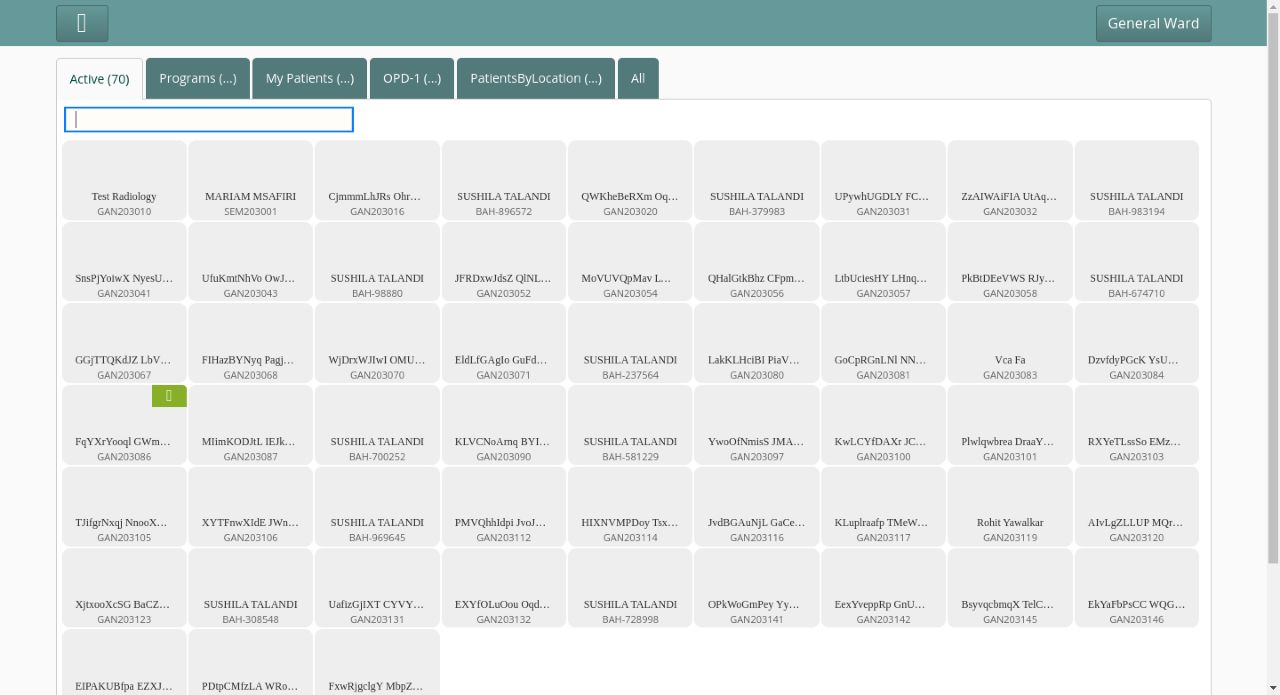 General Ward
Active (70)
Programs (...)
My Patients (...)
OPD-1 (...)
PatientsByLocation (...)
All
Test Radiology
GAN203010
MARIAM MSAFIRI
SEM203001
CjmmmLhJRs Ohr…
GAN203016
SUSHILA TALANDI
BAH-896572
QWKheBeRXm Oq…
GAN203020
SUSHILA TALANDI
BAH-379983
UPywhUGDLY FC…
GAN203031
ZzAIWAiFIA UtAq…
GAN203032
SUSHILA TALANDI
BAH-983194
SnsPjYoiwX NyesU…
GAN203041
UfuKmtNhVo OwJ…
GAN203043
SUSHILA TALANDI
BAH-98880
JFRDxwJdsZ QlNL…
GAN203052
MoVUVQpMav L…
GAN203054
QHalGtkBhz CFpm…
GAN203056
LtbUciesHY LHnq…
GAN203057
PkBtDEeVWS RJy…
GAN203058
SUSHILA TALANDI
BAH-674710
GGjTTQKdJZ LbV…
GAN203067
FIHazBYNyq Pagj…
GAN203068
WjDrxWJIwI OMU…
GAN203070
EldLfGAgIo GuFd…
GAN203071
SUSHILA TALANDI
BAH-237564
LakKLHciBI PiaV…
GAN203080
GoCpRGnLNl NN…
GAN203081
Vca Fa
GAN203083
DzvfdyPGcK YsU…
GAN203084
FqYXrYooql GWm…
GAN203086
MIimKODJtL IEJk…
GAN203087
SUSHILA TALANDI
BAH-700252
KLVCNoArnq BYI…
GAN203090
SUSHILA TALANDI
BAH-581229
YwoOfNmisS JMA…
GAN203097
KwLCYfDAXr JC…
GAN203100
Plwlqwbrea DraaY…
GAN203101
RXYeTLssSo EMz…
GAN203103
TJifgrNxqj NnooX…
GAN203105
XYTFnwXIdE JWn…
GAN203106
SUSHILA TALANDI
BAH-969645
PMVQhhIdpi JvoJ…
GAN203112
HIXNVMPDoy Tsx…
GAN203114
JvdBGAuNjL GaCe…
GAN203116
KLuplraafp TMeW…
GAN203117
Rohit Yawalkar
GAN203119
AIvLgZLLUP MQr…
GAN203120
XjtxooXcSG BaCZ…
GAN203123
SUSHILA TALANDI
BAH-308548
UafizGjIXT CYVY…
GAN203131
EXYfOLuOou Oqd…
GAN203132
SUSHILA TALANDI
BAH-728998
OPkWoGmPey Yy…
GAN203141
EexYveppRp GnU…
GAN203142
BsyvqcbmqX TelC…
GAN203145
EkYaFbPsCC WQG…
GAN203146
EIPAKUBfpa EZXJ…
PDtpCMfzLA WRo…
FxwRjgclgY MbpZ…